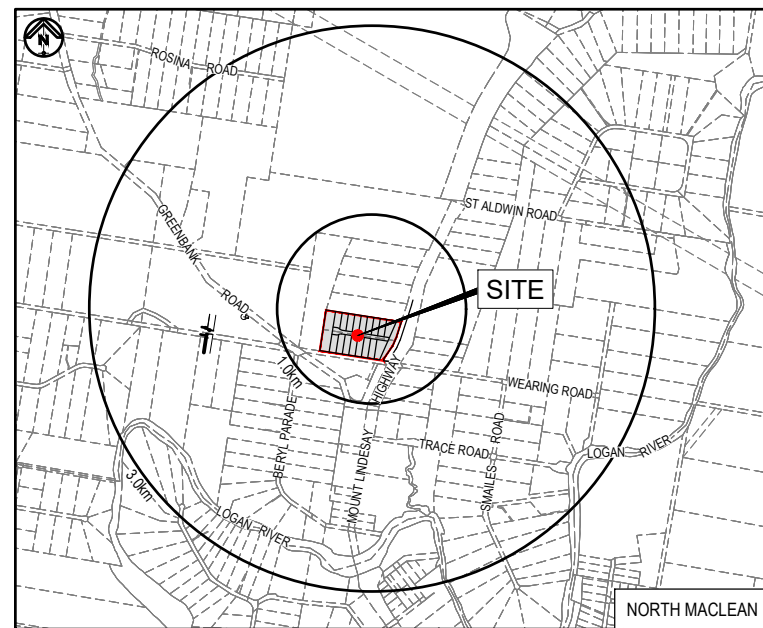 N
ROSINA ROAD
GREENBANK ROAD
ST ALDWIN ROAD
SITE
1.0km
HIGHWAY
WEARING ROAD
BERYL PARADE
MOUNT LINDESAY
TRACE ROAD
SMAILES ROAD
LOGAN RIVER
3.0km
LOGAN RIVER
NORTH MACLEAN